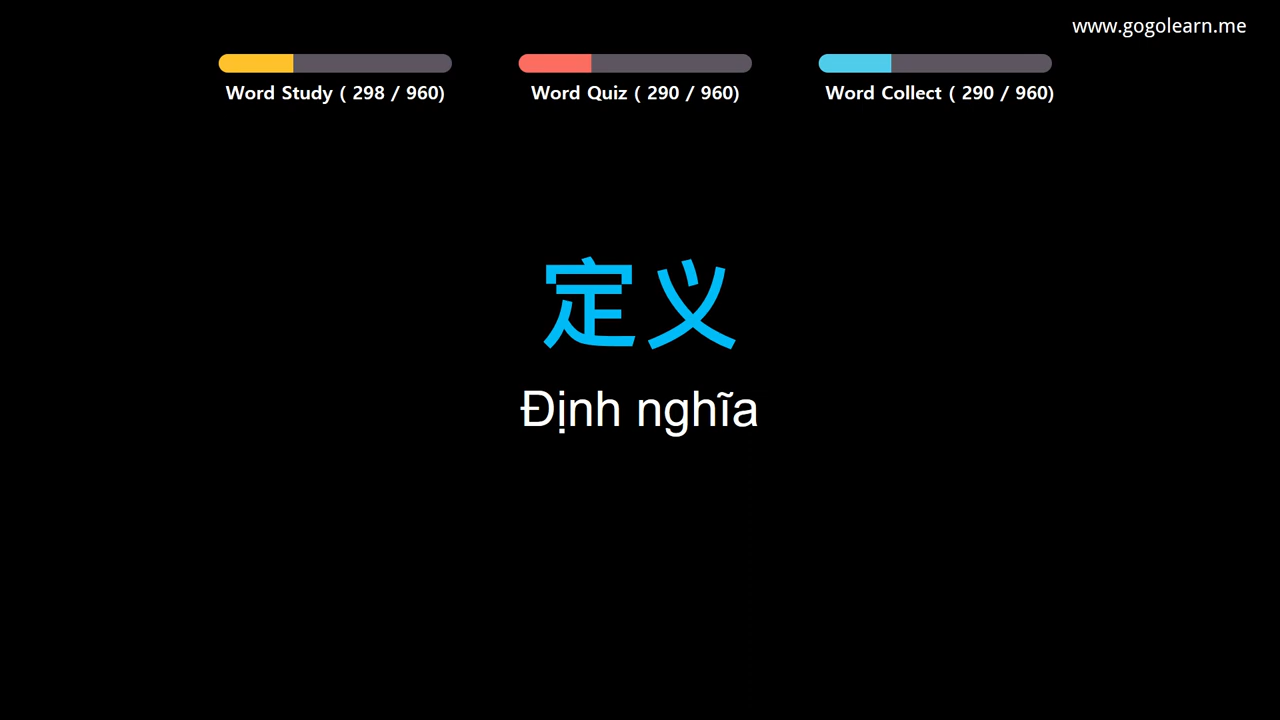 www.gogolearn.me
Word Study ( 298 / 960)
Word Quiz ( 290 / 960)
Word Collect ( 290 / 960)
定义
Định nghĩa